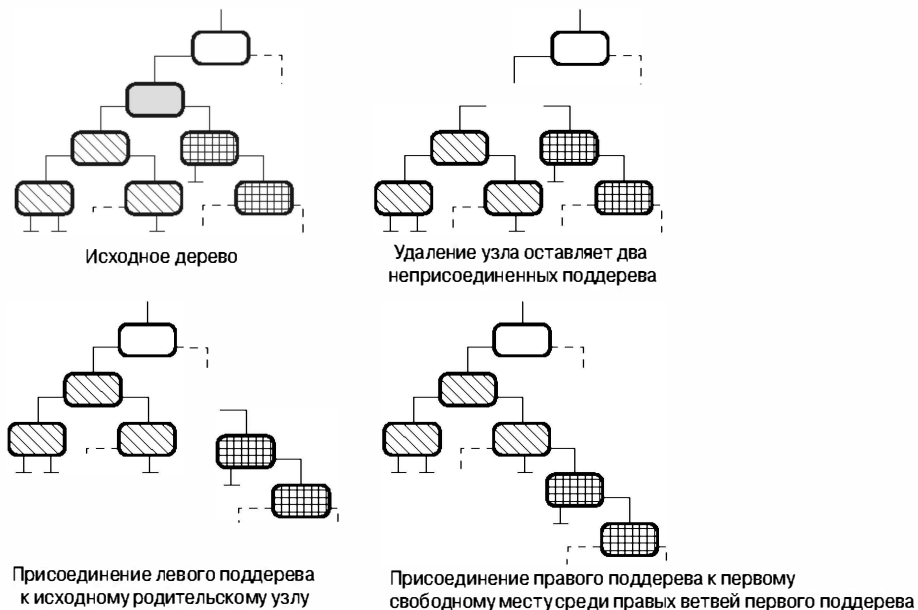 Исходное дерево
Удаление узла оставляет два
неприсоединенных поддерева
Присоединение левого поддерева
к исходному родительскому узлу
Присоединение правого поддерева к первому
свободному месту среди правых ветвей первого поддерева